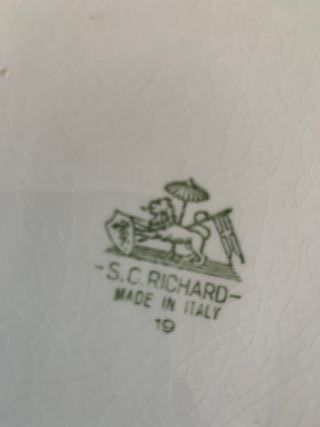 -S.C. RICHARD-
MADE IN ITALY
19